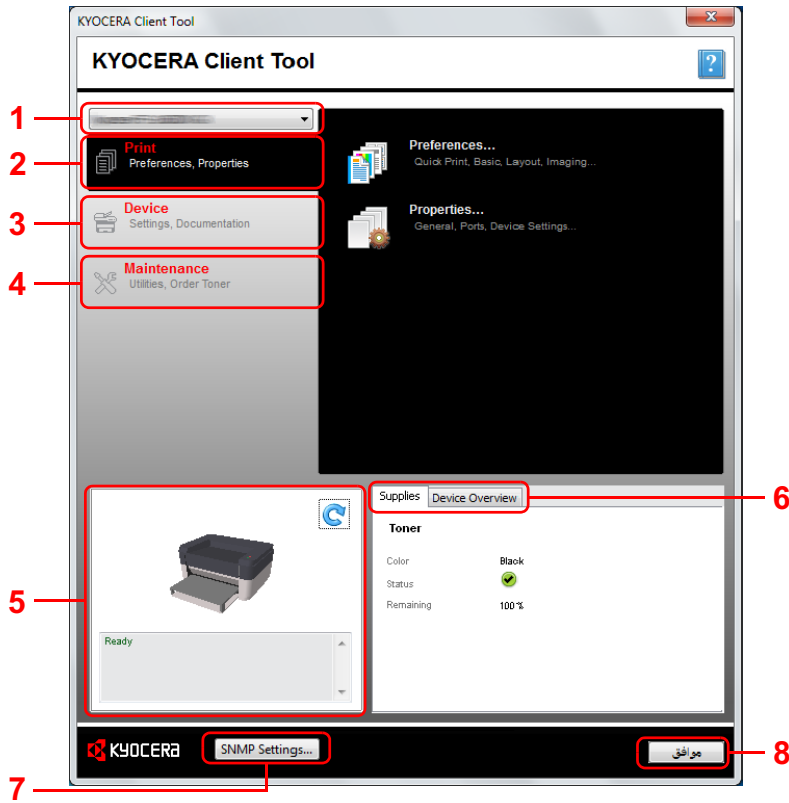 KYOCERA Client Tool
KYOCERA Client Tool
?
1
2
Print
Preferences, Properties
3
Device
Settings, Documentation
4
Maintenance
Utilities, Order Toner
Preferences...
Quick Print, Basic, Layout, Imaging...
Properties...
General, Ports, Device Settings...
5
Ready
Supplies Device Overview
6
Toner
Color Black
Status
Remaining 100 %
KYOCERA
SNMP Settings...
7
موافق
8